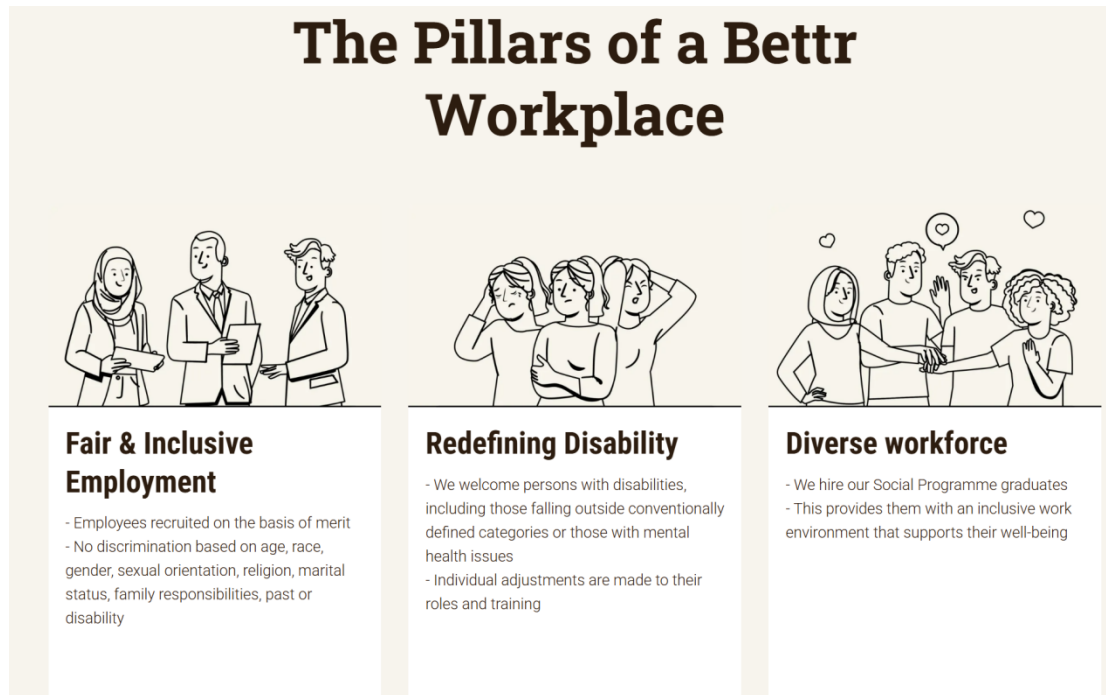 The Pillars of a Bettr
Workplace
Fair & Inclusive
Employment
- Employees recruited on the basis of merit
- No discrimination based on age, race,
gender, sexual orientation, religion, marital
status, family responsibilities, past or
disability
Redefining Disability
- We welcome persons with disabilities,
including those falling outside conventionally
defined categories or those with mental
health issues
- Individual adjustments are made to their
roles and training
Diverse workforce
- We hire our Social Programme graduates
- This provides them with an inclusive work
environment that supports their well-being